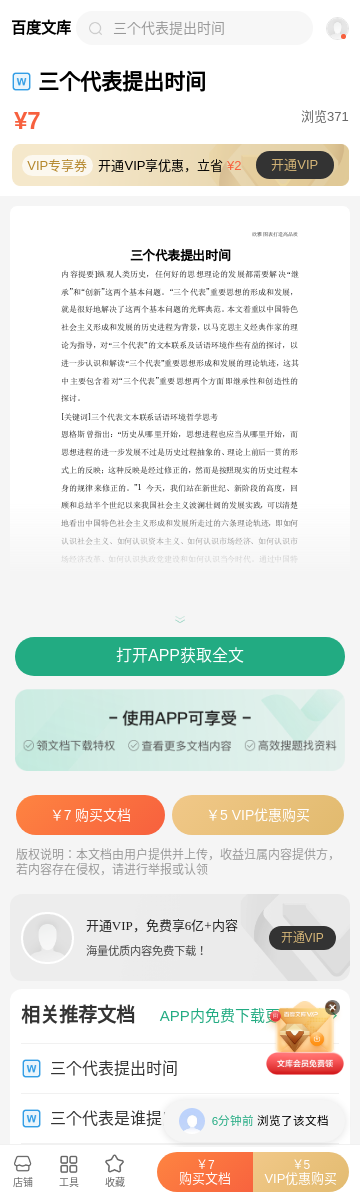 百度文库
三个代表提出时间
三个代表提出时间
¥7
浏览371
VIP专享券 开通VIP享优惠，立省 ¥2 开通VIP
三个代表提出时间
内容提要]纵观人类历史，任何好的思想理论的发展都需要解决“继
承”和“创新”这两个基本问题。“三个代表”重要思想的形成和发展，
就是很好地解决了这两个基本问题的光辉典范。本文着重以中国特色
社会主义形成和发展的历史进程为背景，以马克思主义经典作家的理
论为指导，对“三个代表”的文本联系及话语环境作些有益的探讨，以
进一步认识和解读“三个代表”重要思想形成和发展的理论轨迹，这其
中主要包含着对“三个代表”重要思想两个方面即继承性和创造性的
探讨。
[关键词]三个代表文本联系话语环境哲学思考
恩格斯曾指出：“历史从哪里开始，思想进程也应当从哪里开始，而
思想进程的进一步发展不过是历史过程抽象的、理论上前后一贯的形
式上的反映；这种反映是经过修正的，然而是按照现实的历史过程本
身的规律来修正的。”1 今天，我们站在新世纪、新阶段的高度，回
顾和总结半个世纪以来我国社会主义波澜壮阔的发展实践，可以清楚
地看出中国特色社会主义形成和发展所走过的六条理论轨迹，即如何
认识社会主义、如何认识资本主义、如何认识市场经济、如何认识市
场经济改革、如何认识执政党建设和如何认识当今时代。通过中国特
打开APP获取全文
– 使用APP可享受 –
领文档下载特权 查看更多文档内容 高效搜题找资料
¥7 购买文档
¥5 VIP优惠购买
版权说明：本文档由用户提供并上传，收益归属内容提供方，
若内容存在侵权，请进行举报或认领
开通VIP，免费享6亿+内容
海量优质内容免费下载！
开通VIP
相关推荐文档
APP内免费下载更
文库会员免费领
三个代表提出时间
三个代表是谁提
6分钟前 浏览了该文档
店铺
工具
收藏
¥7
购买文档
¥5
VIP优惠购买